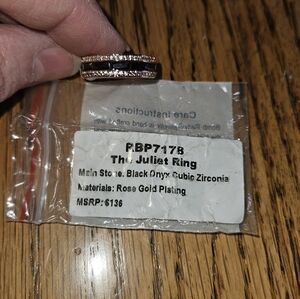 Care Instructions
RBP7178
The Juliet Ring
Main Stone: Black Onyx Cubic Zirconia
Materials: Rose Gold Plating
MSRP: $136